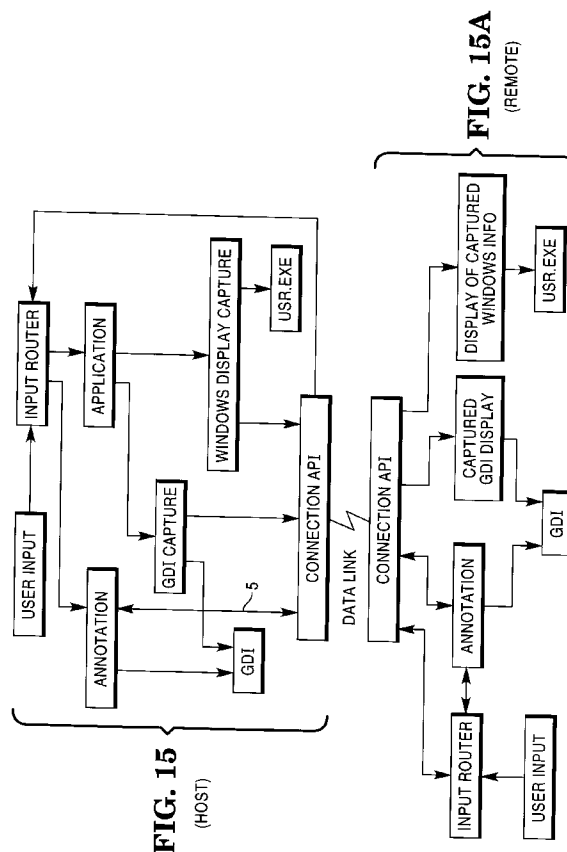 FIG. 15
(HOST)
USER INPUT
INPUT ROUTER
ANNOTATION
APPLICATION
GDI CAPTURE
WINDOWS DISPLAY CAPTURE
GDI
5
USR.EXE
CONNECTION API
DATA LINK
CONNECTION API
INPUT ROUTER
ANNOTATION
CAPTURED
GDI DISPLAY
DISPLAY OF CAPTURED
WINDOWS INFO
USER INPUT
GDI
USR.EXE
FIG. 15A
(REMOTE)